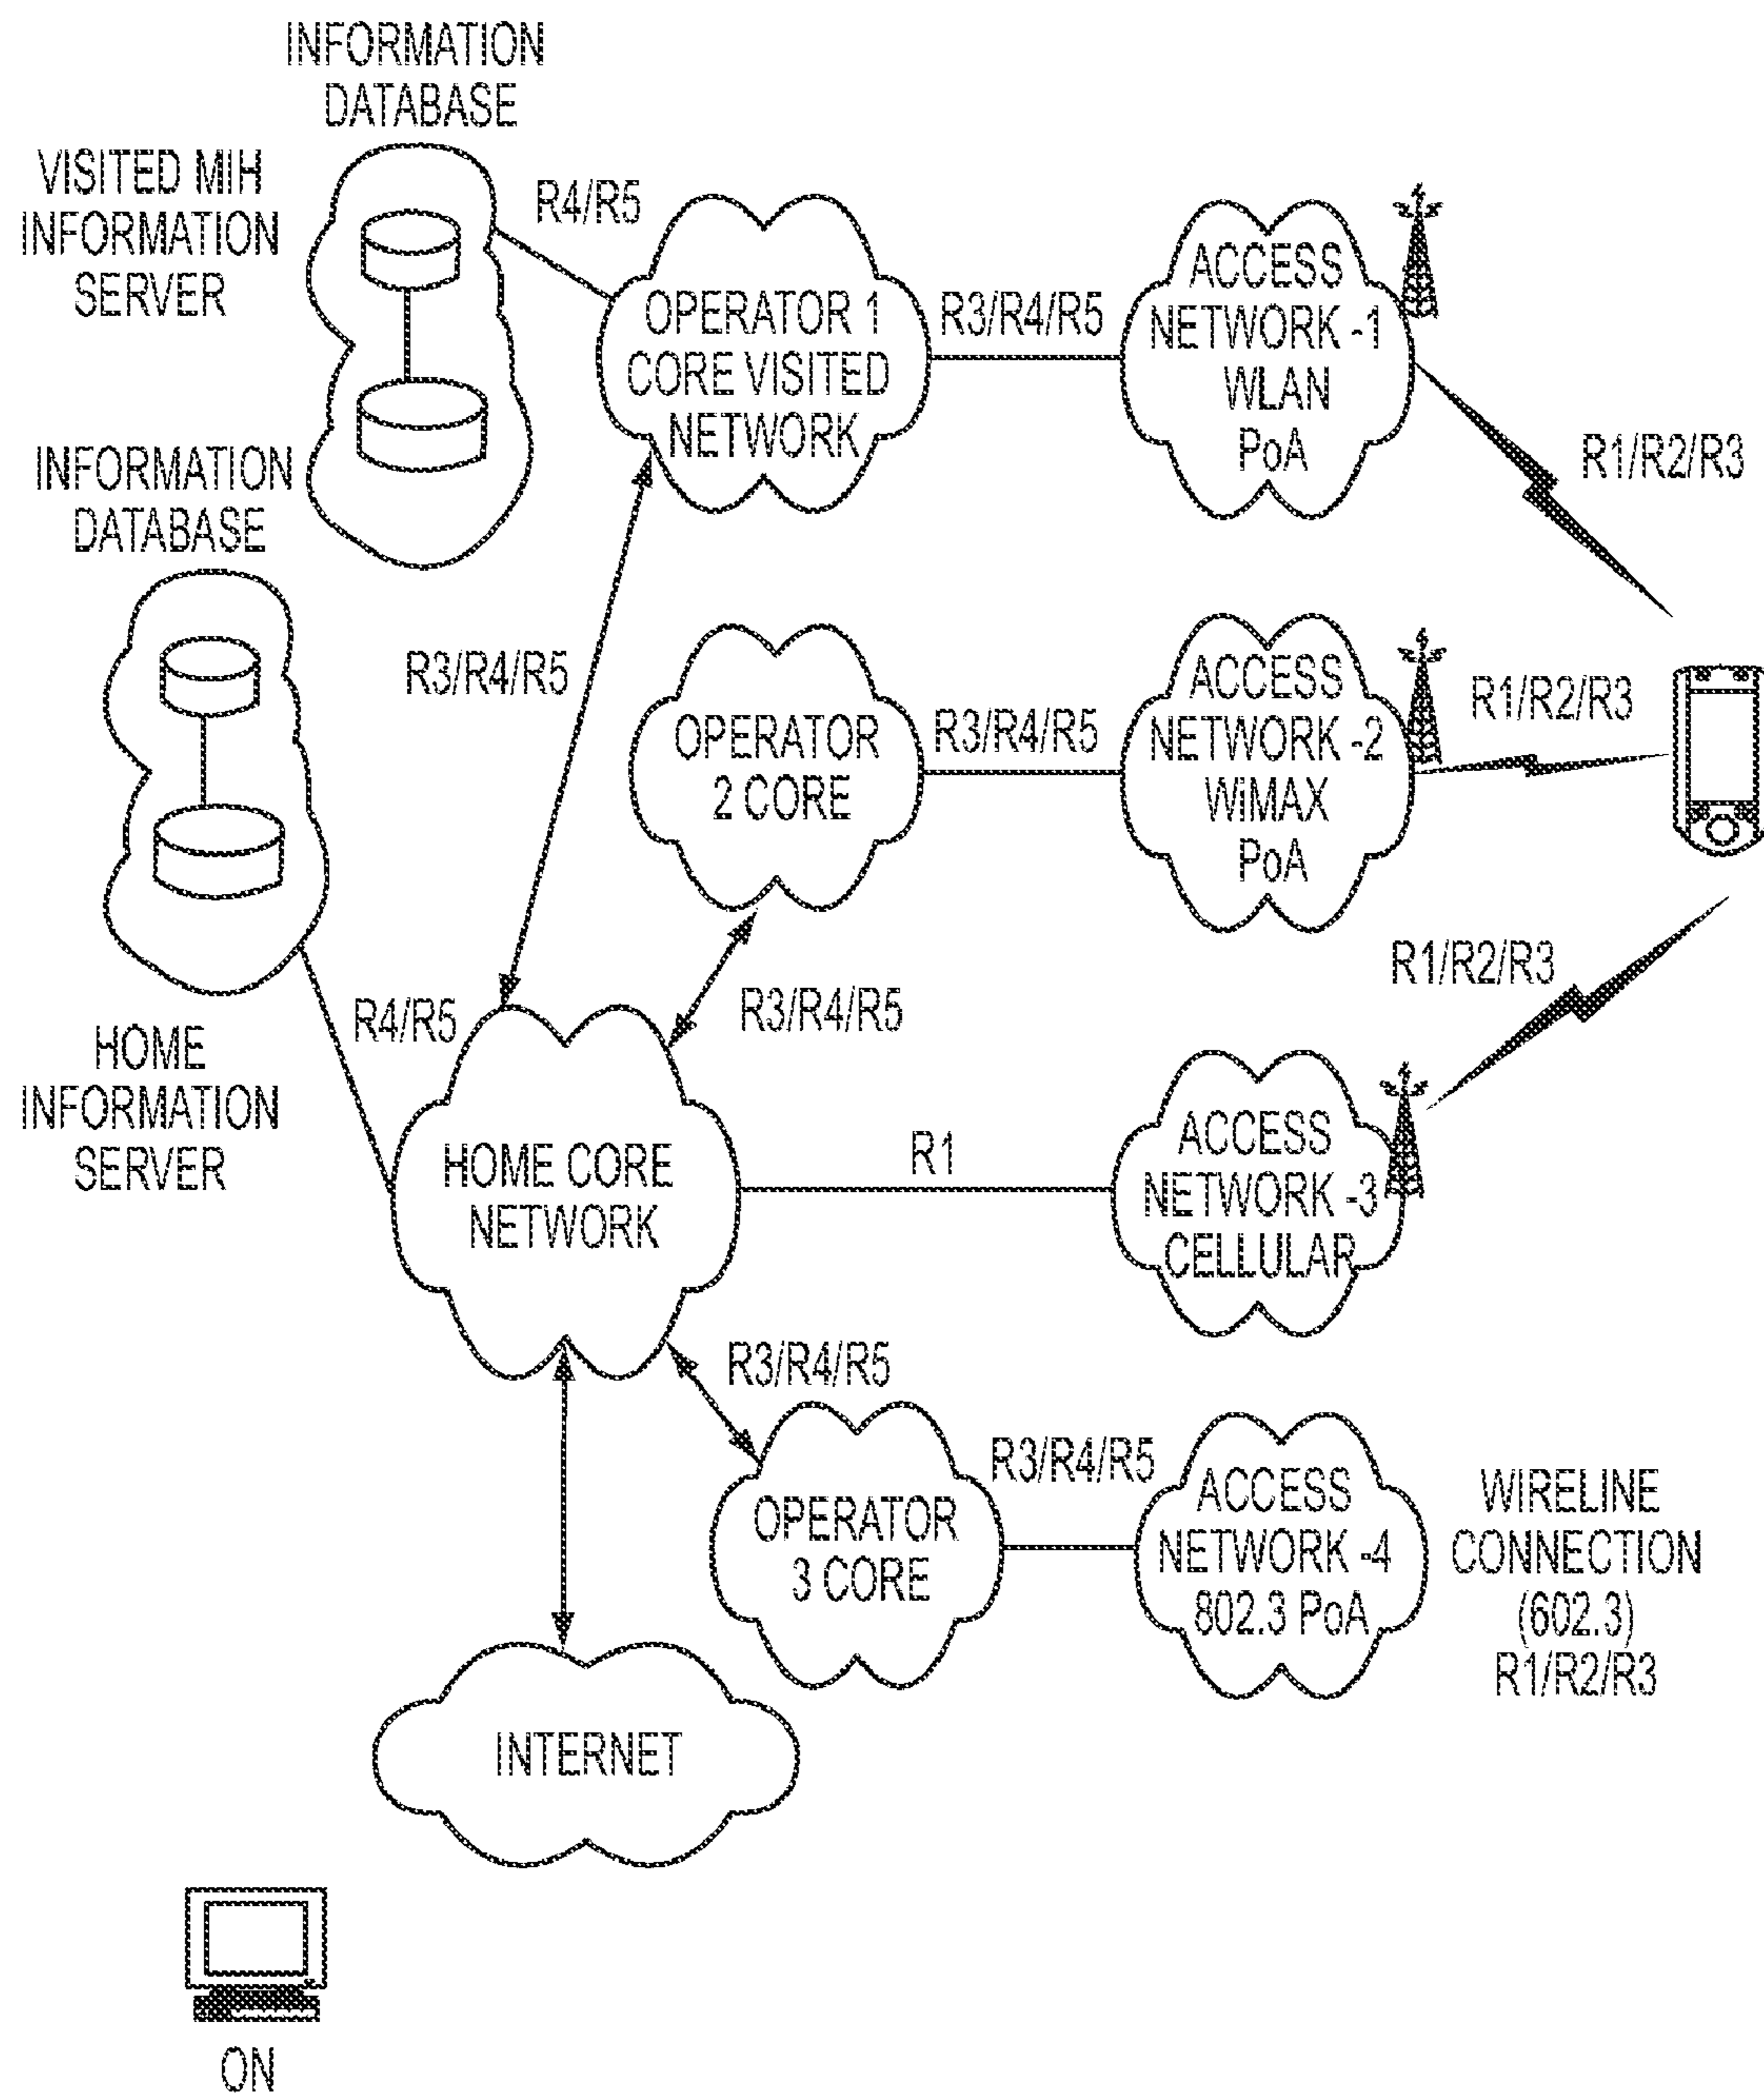 INFORMATION
DATABASE
VISITED MIH
INFORMATION
SERVER
R4/R5
OPERATOR 1
CORE VISITED
NETWORK
R3/R4/R5
ACCESS
NETWORK -1
WLAN
PoA
R1/R2/R3
INFORMATION
DATABASE
R3/R4/R5
OPERATOR
2 CORE
R3/R4/R5
ACCESS
NETWORK -2
WiMAX
PoA
R1/R2/R3
R1/R2/R3
R3/R4/R5
R4/R5
HOME
INFORMATION
SERVER
HOME CORE
NETWORK
R1
ACCESS
NETWORK -3
CELLULAR
R3/R4/R5
OPERATOR
3 CORE
R3/R4/R5
ACCESS
NETWORK -4
802.3 PoA
WIRELINE
CONNECTION
(602.3)
R1/R2/R3
INTERNET
ON